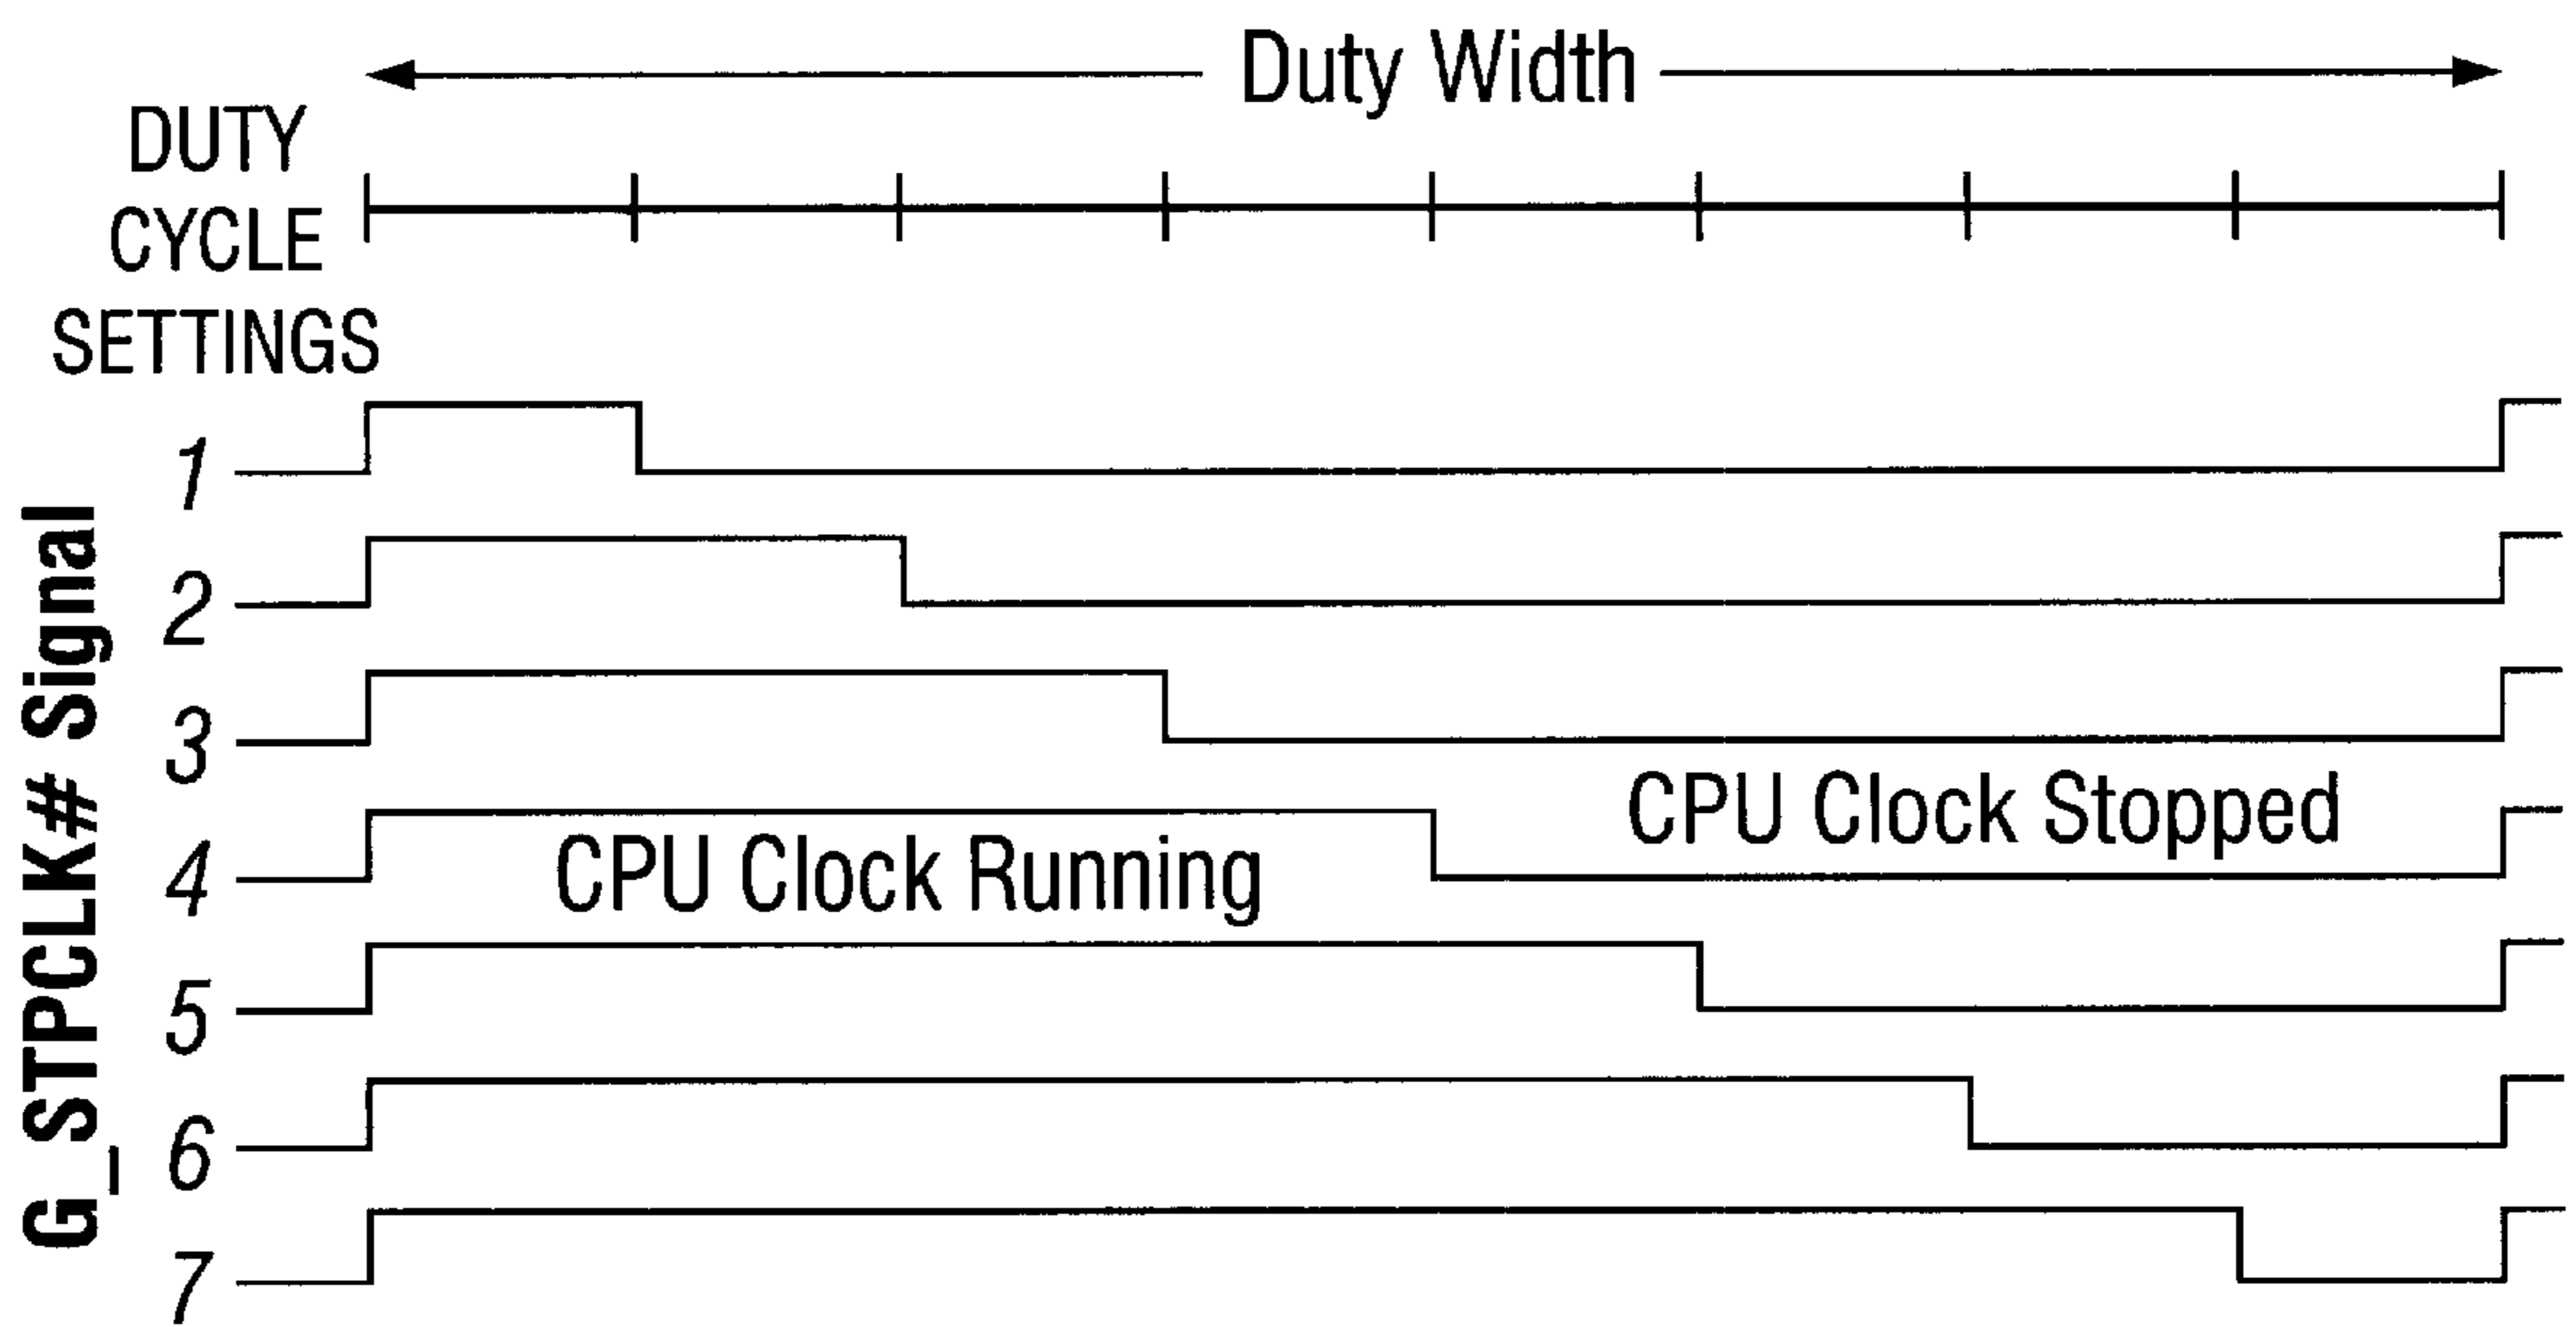 Duty Width
DUTY
CYCLE
SETTINGS
G_STPCLK# Signal
1
2
3
CPU Clock Stopped
4
CPU Clock Running
5
6
7